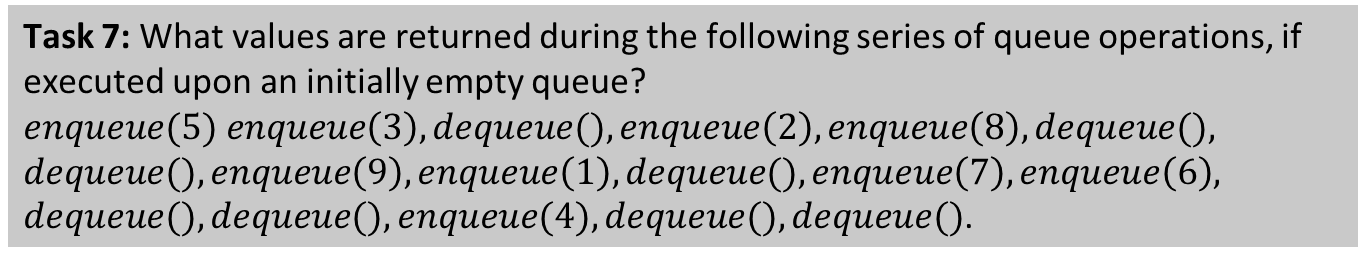 Task 7: What values are returned during the following series of queue operations, if
executed upon an initially empty queue?
enqueue(5) enqueue(3), dequeue(), enqueue(2), enqueue(8), dequeue(),
dequeue(), enqueue(9), enqueue(1), dequeue(), enqueue(7), enqueue(6),
dequeue(), dequeue(), enqueue(4), dequeue(), dequeue().